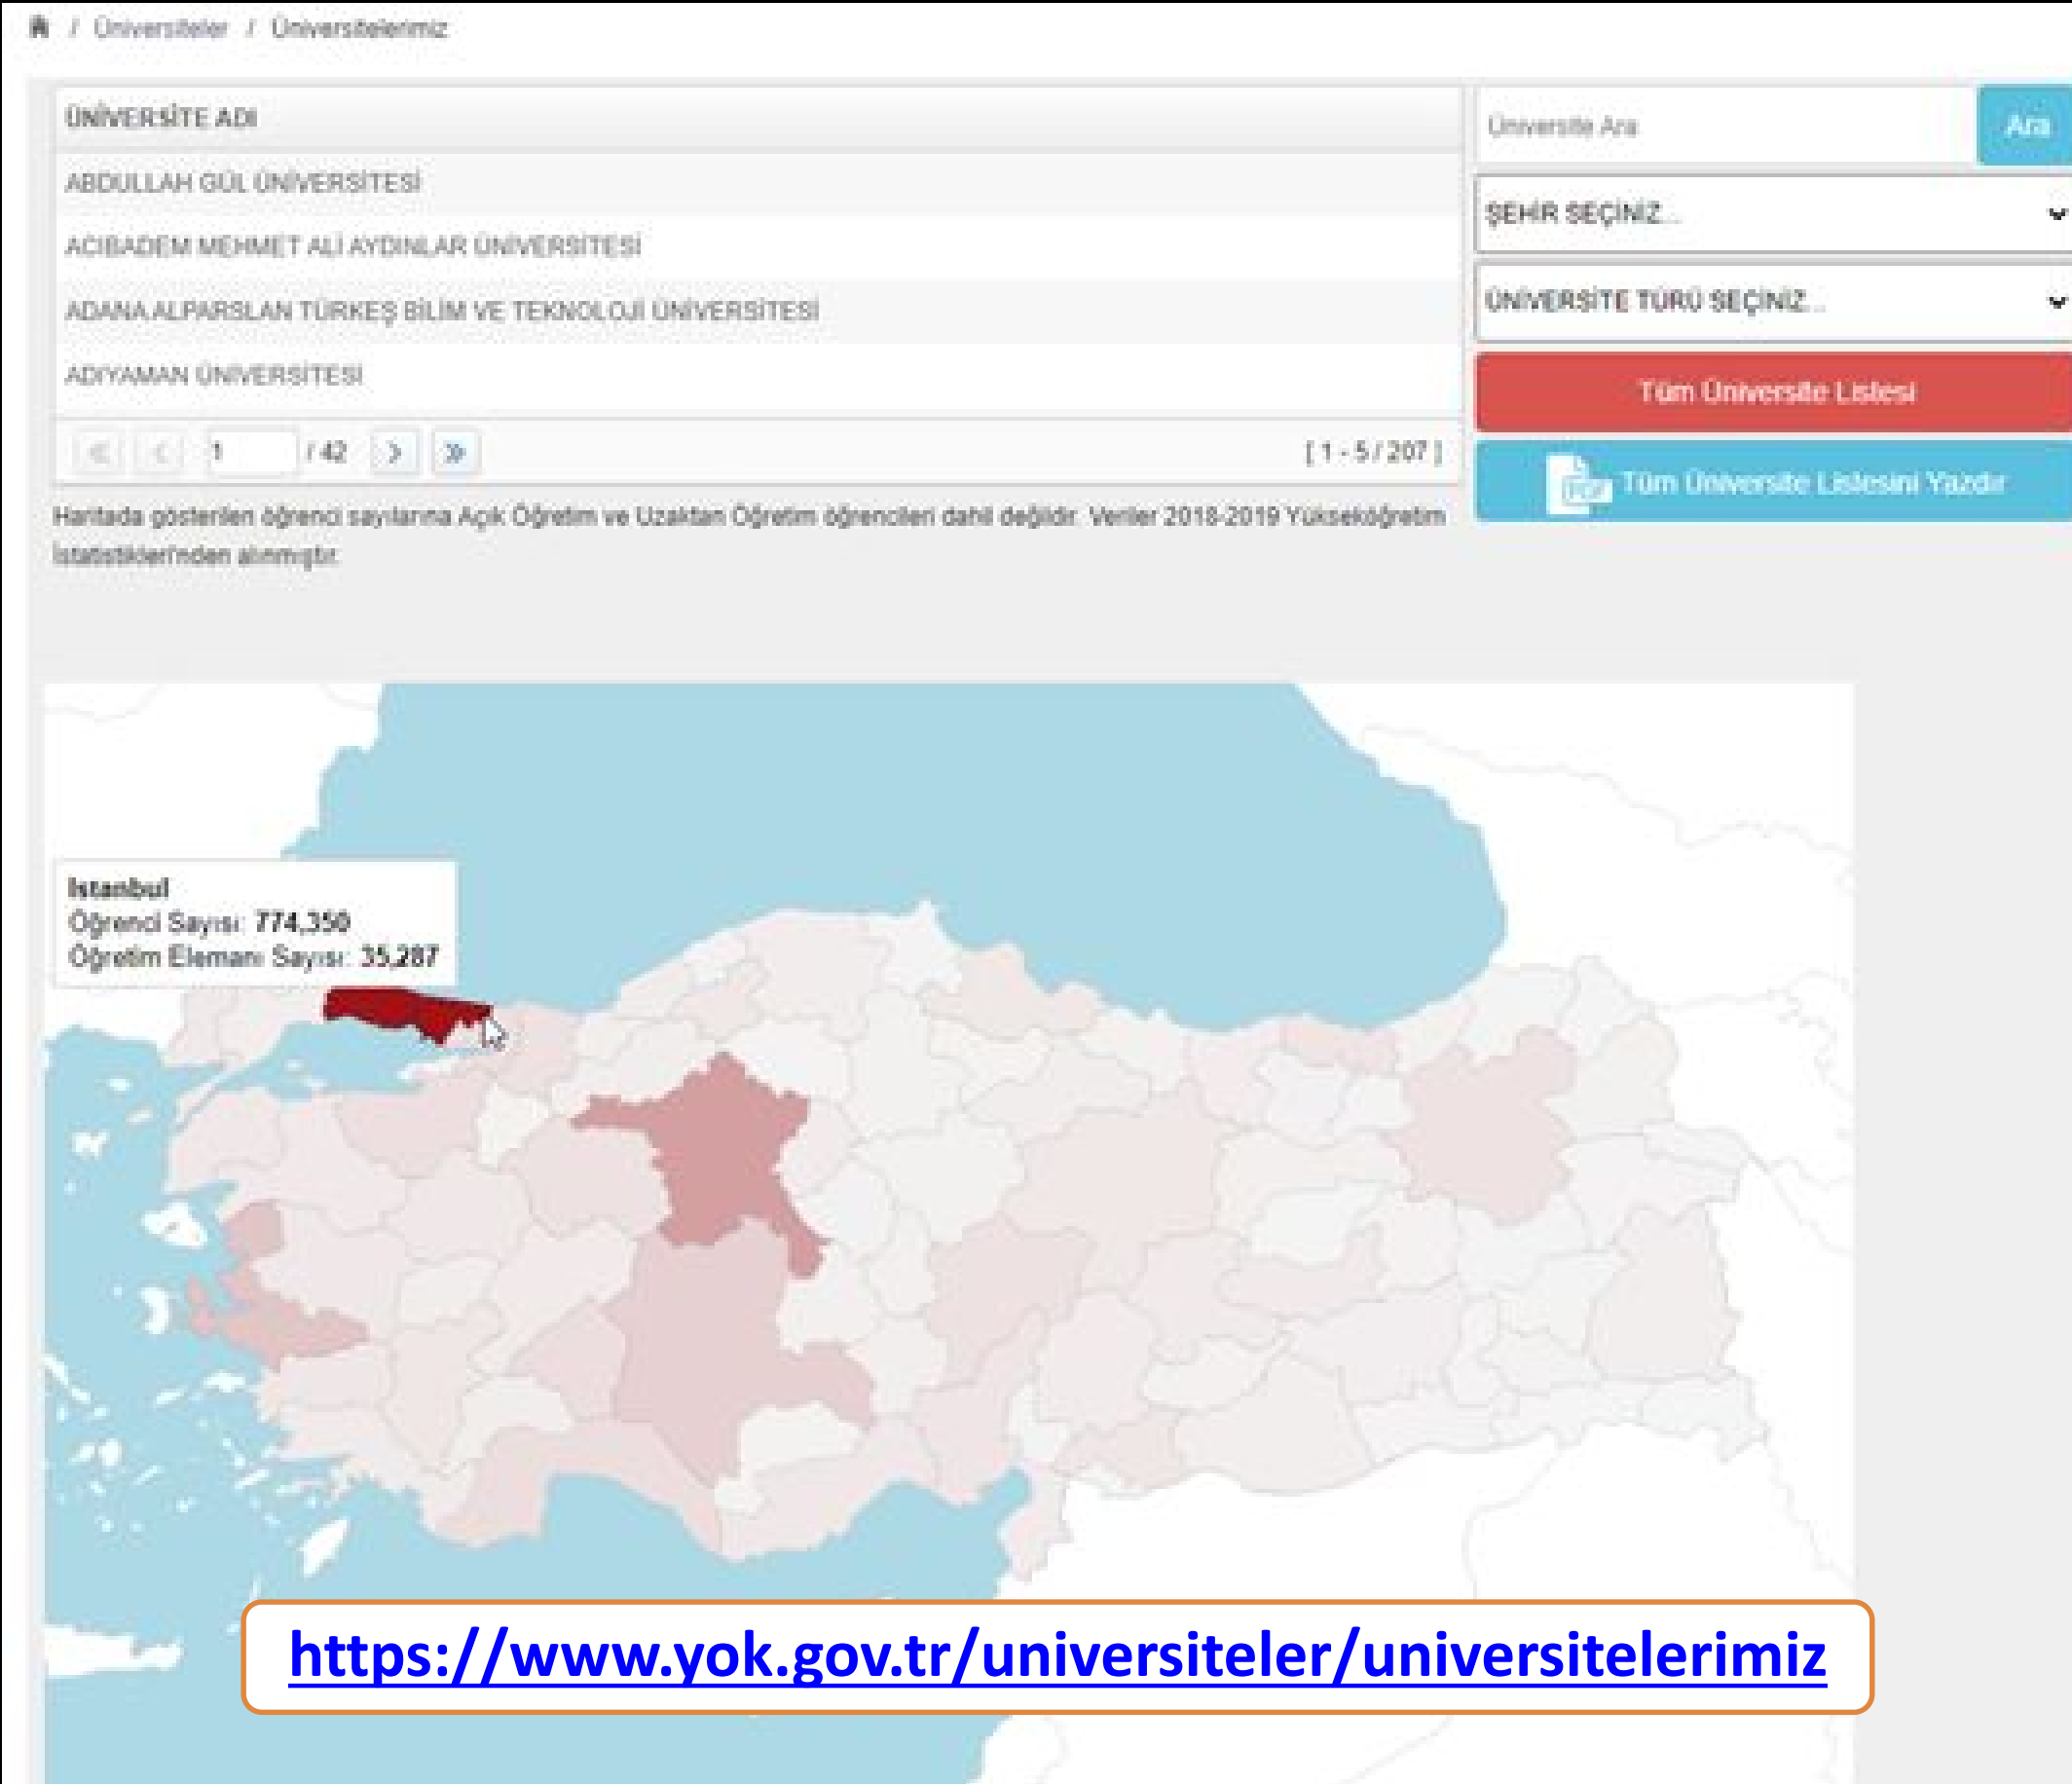 / Üniversiteler / Üniversitelerimiz
ÜNİVERSİTE ADI
ABDULLAH GÜL ÜNİVERSİTESİ
ACIBADEM MEHMET ALİ AYDINLAR ÜNİVERSİTESİ
ADANA ALPARSLAN TÜRKEŞ BİLİM VE TEKNOLOJİ ÜNİVERSİTESİ
ADIYAMAN ÜNİVERSİTESİ
1 / 42
[ 1 - 5 / 207 ]
Üniversite Ara
Ara
ŞEHİR SEÇİNİZ...
ÜNİVERSİTE TÜRÜ SEÇİNİZ...
Tüm Üniversite Listesi
PDF Tüm Üniversite Listesini Yazdır
Haritada gösterilen öğrenci sayılarına Açık Öğretim ve Uzaktan Öğretim öğrencileri dahil değildir. Veriler 2018-2019 Yükseköğretim
İstatistikleri'nden alınmıştır.
İstanbul
Öğrenci Sayısı: 774,350
Öğretim Elemanı Sayısı: 35,287
https://www.yok.gov.tr/universiteler/universitelerimiz